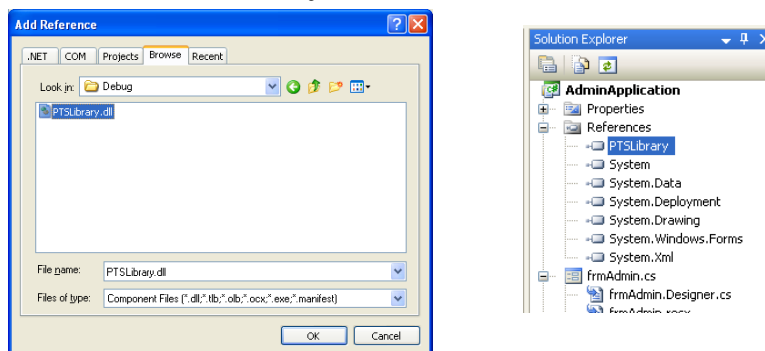 Add Reference
.NET COM Projects Browse Recent
Look in: Debug
PTSLibrary.dll
File name: PTSLibrary.dll
Files of type: Component Files (*.dll;*.tlb;*.olb;*.ocx;*.exe;*.manifest)
OK Cancel
Solution Explorer
AdminApplication
Properties
References
PTSLibrary
System
System.Data
System.Deployment
System.Drawing
System.Windows.Forms
System.Xml
frmAdmin.cs
frmAdmin.Designer.cs
frmAdmin.resx